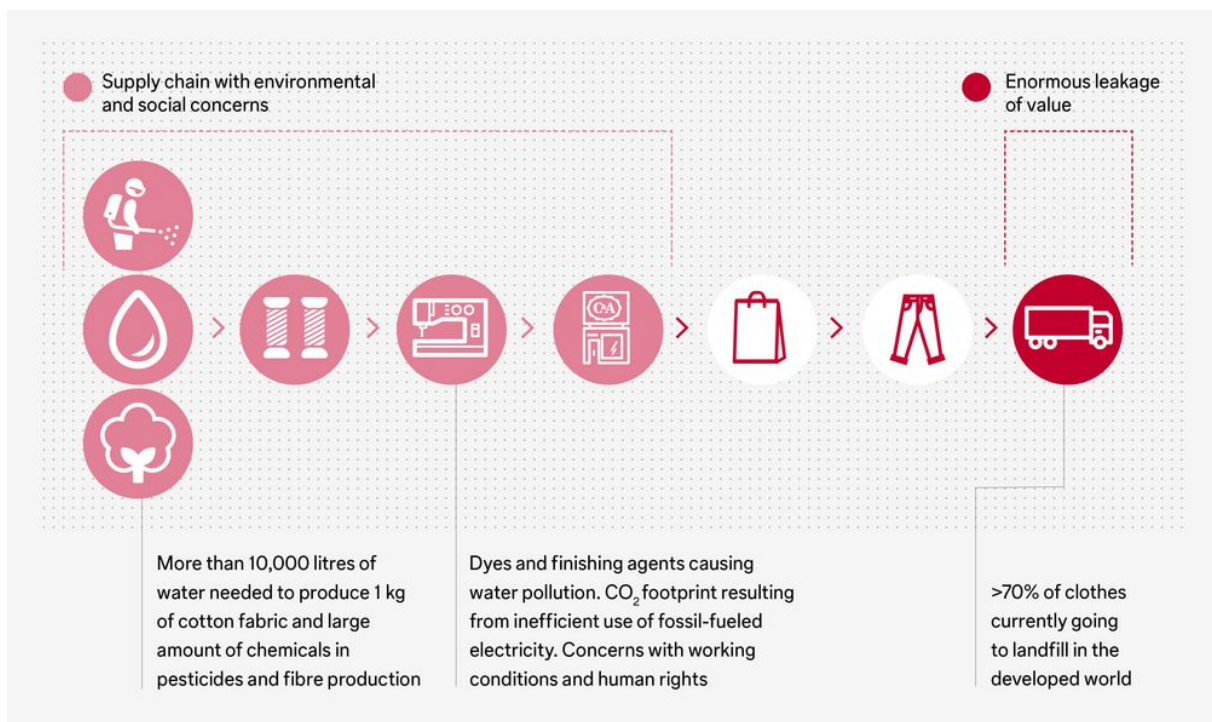 Supply chain with environmental
and social concerns
Enormous leakage
of value
C&A
More than 10,000 litres of
water needed to produce 1 kg
of cotton fabric and large
amount of chemicals in
pesticides and fibre production
Dyes and finishing agents causing
water pollution. CO₂ footprint resulting
from inefficient use of fossil-fueled
electricity. Concerns with working
conditions and human rights
>70% of clothes
currently going
to landfill in the
developed world